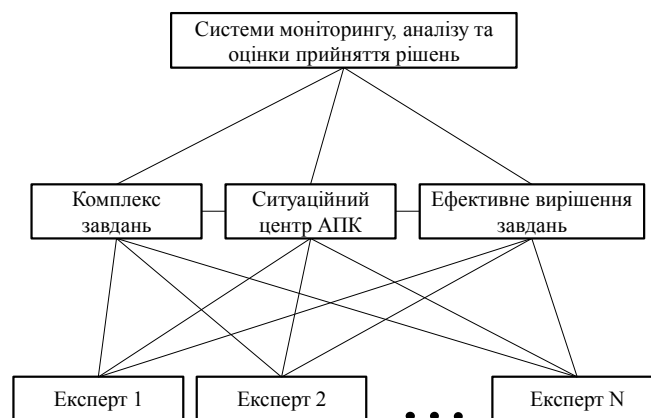 Системи моніторингу, аналізу та
оцінки прийняття рішень
Комплекс
завдань
Ситуаційний
центр АПК
Ефективне вирішення
завдань
Експерт 1
Експерт 2
• • •
Експерт N